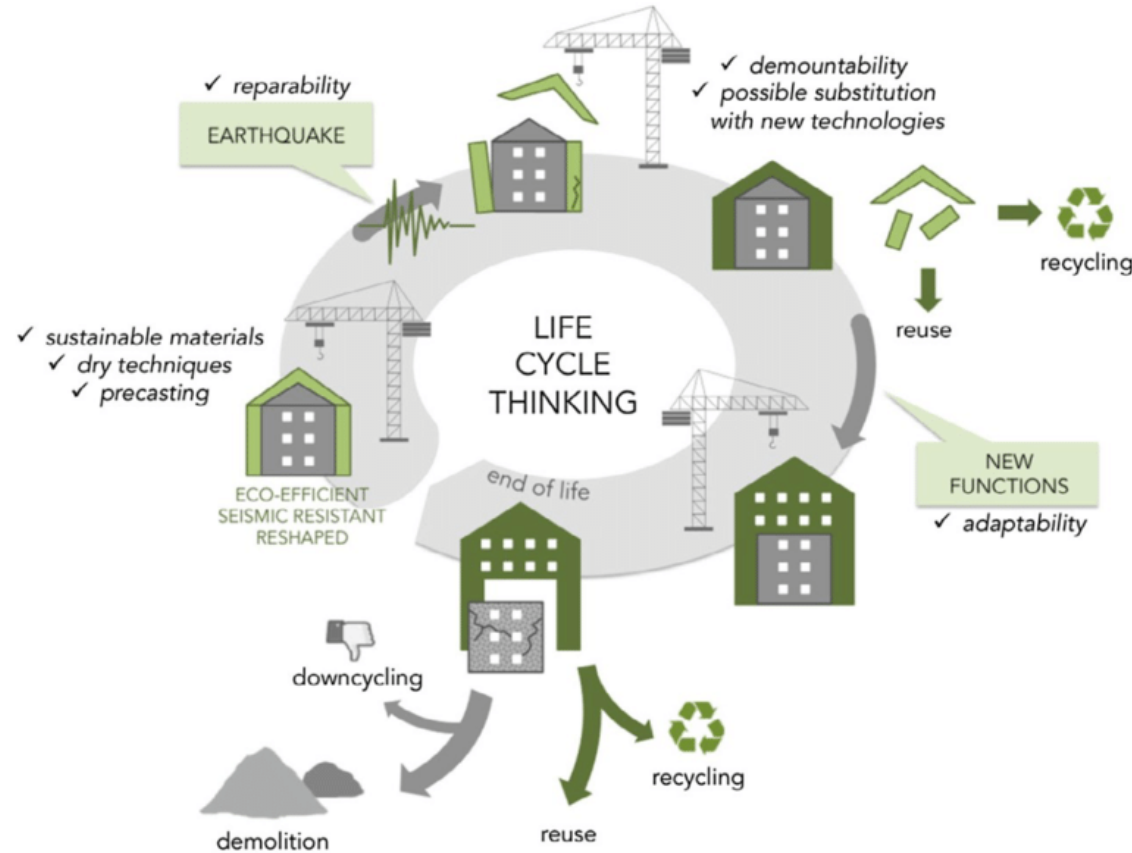 ✓ reparability
EARTHQUAKE
✓ demountability
✓ possible substitution
with new technologies
recycling
reuse
✓ sustainable materials
✓ dry techniques
✓ precasting
LIFE
CYCLE
THINKING
NEW
FUNCTIONS
✓ adaptability
ECO-EFFICIENT
SEISMIC RESISTANT
RESHAPED
end of life
downcycling
demolition
reuse
recycling